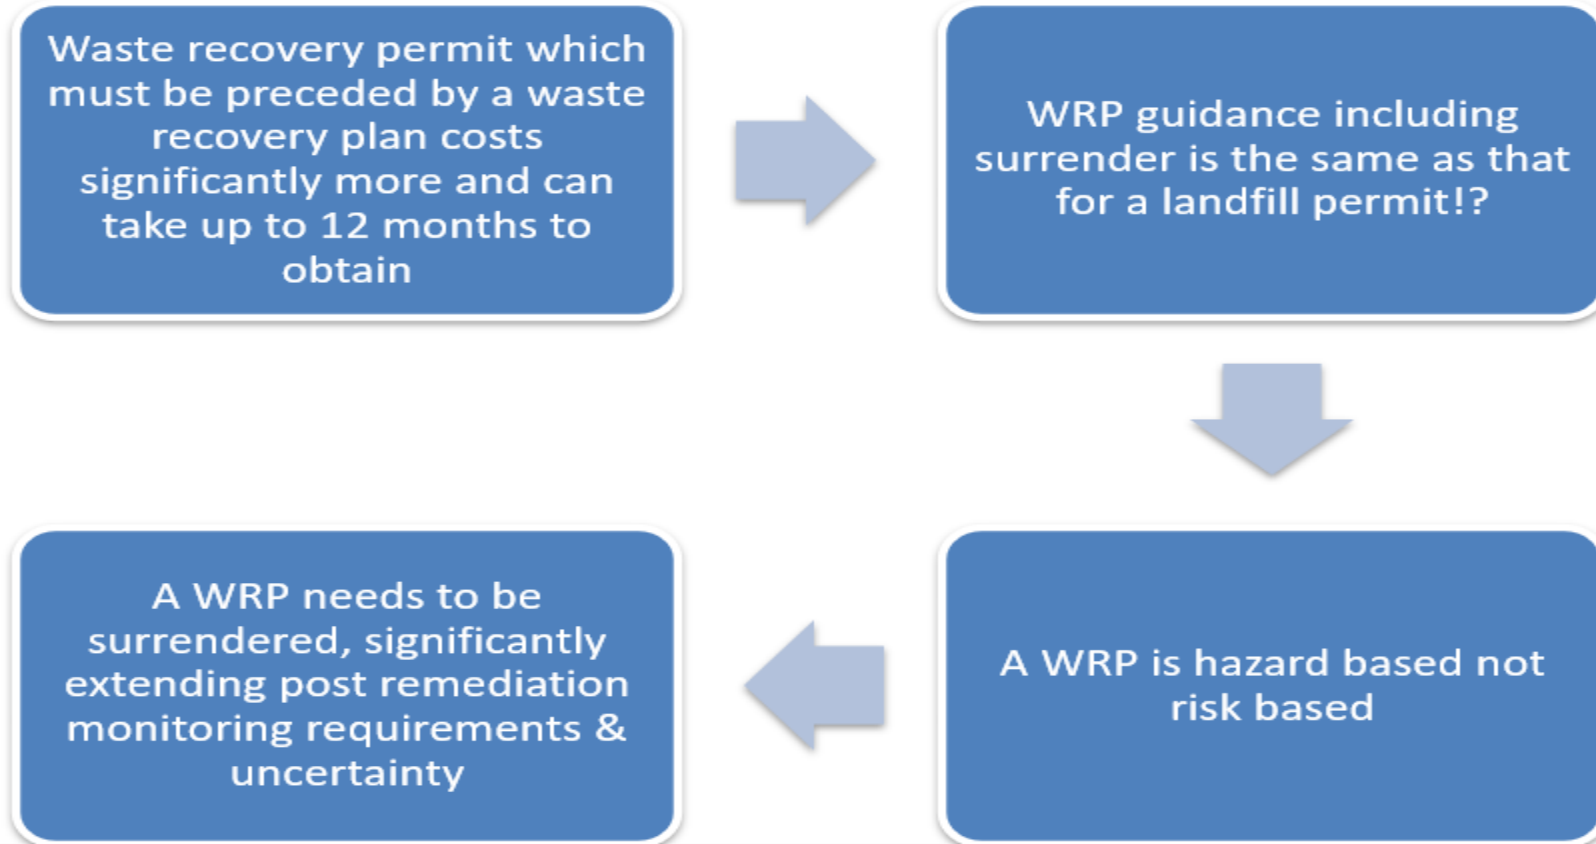 Waste recovery permit which
must be preceded by a waste
recovery plan costs
significantly more and can
take up to 12 months to
obtain
WRP guidance including
surrender is the same as that
for a landfill permit!?
A WRP is hazard based not
risk based
A WRP needs to be
surrendered, significantly
extending post remediation
monitoring requirements &
uncertainty